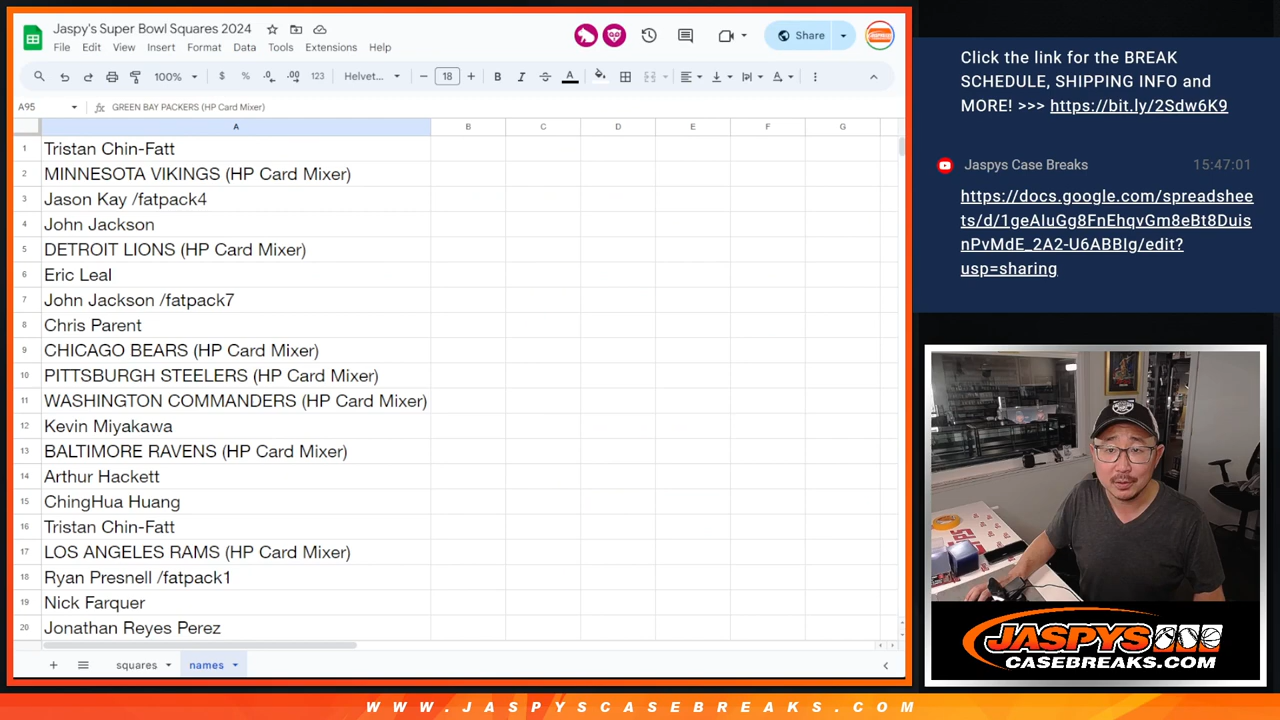 Jaspy's Super Bowl Squares 2024
File Edit View Insert Format Data Tools Extensions Help
Share
100% $ % .0 .00 123 Helvet... 18 B I A
A95 fx GREEN BAY PACKERS (HP Card Mixer)
A B C D E F G
1 Tristan Chin-Fatt
2 MINNESOTA VIKINGS (HP Card Mixer)
3 Jason Kay /fatpack4
4 John Jackson
5 DETROIT LIONS (HP Card Mixer)
6 Eric Leal
7 John Jackson /fatpack7
8 Chris Parent
9 CHICAGO BEARS (HP Card Mixer)
10 PITTSBURGH STEELERS (HP Card Mixer)
11 WASHINGTON COMMANDERS (HP Card Mixer)
12 Kevin Miyakawa
13 BALTIMORE RAVENS (HP Card Mixer)
14 Arthur Hackett
15 ChingHua Huang
16 Tristan Chin-Fatt
17 LOS ANGELES RAMS (HP Card Mixer)
18 Ryan Presnell /fatpack1
19 Nick Farquer
20 Jonathan Reyes Perez
squares names
Click the link for the BREAK
SCHEDULE, SHIPPING INFO and
MORE! >>> https://bit.ly/2Sdw6K9
Jaspys Case Breaks 15:47:01
https://docs.google.com/spreadshee
ts/d/1geAIuGg8FnEhqvGm8eBt8Duis
nPvMdE_2A2-U6ABBIg/edit?
usp=sharing
JASPYS
CASEBREAKS.COM
WWW.JASPYSCASEBREAKS.COM